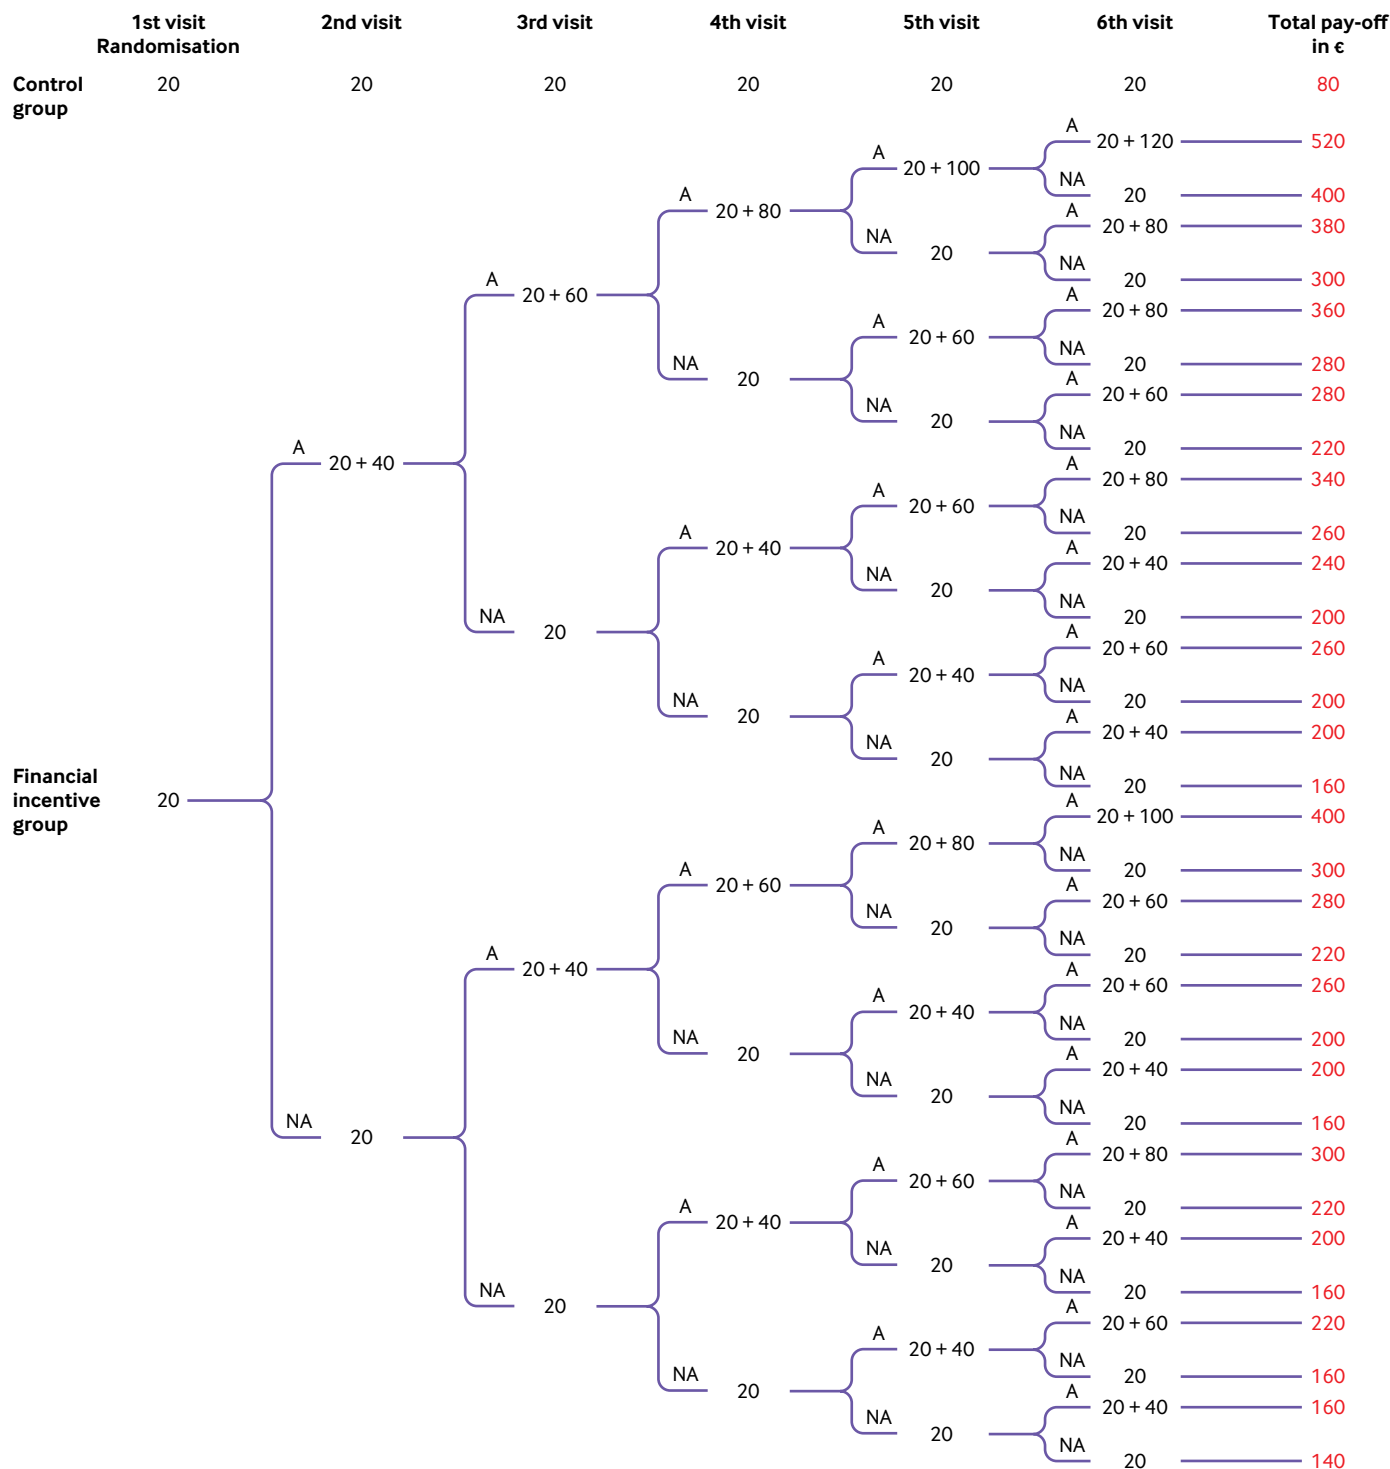 1st visit 2nd visit 3rd visit 4th visit 5th visit 6th visit Total pay-off
Randomisation in €
Control 20 20 20 20 20 20 80
group
A
20 + 120 520
A
20 + 100
NA
A 20 400
20 + 80 A
20 + 80 380
NA
20
NA
A 20 300
20 + 60 A
20 + 80 360
A
20 + 60
NA
NA 20 280
20 A
20 + 60 280
NA
20
NA
A 20 220
20 + 40 A
20 + 80 340
A
20 + 60
NA
A 20 260
20 + 40 A
20 + 40 240
NA
20
NA
NA 20 200
20 A
20 + 60 260
A
20 + 40
NA
NA 20 200
20 A
20 + 40 200
NA
20
Financial NA
20 160
incentive 20 A
group 20 + 100 400
A
20 + 80
NA
A 20 300
20 + 60 A
20 + 60 280
NA
20
NA
A 20 220
20 + 40 A
20 + 60 260
A
20 + 40
NA
NA 20 200
20 A
20 + 40 200
NA
20
NA
NA 20 160
20 A
20 + 80 300
A
20 + 60
NA
A 20 220
20 + 40 A
20 + 40 200
NA
20
NA
NA 20 160
20 A
20 + 60 220
A
20 + 40
NA
NA 20 160
20 A
20 + 40 160
NA
20
NA
20 140